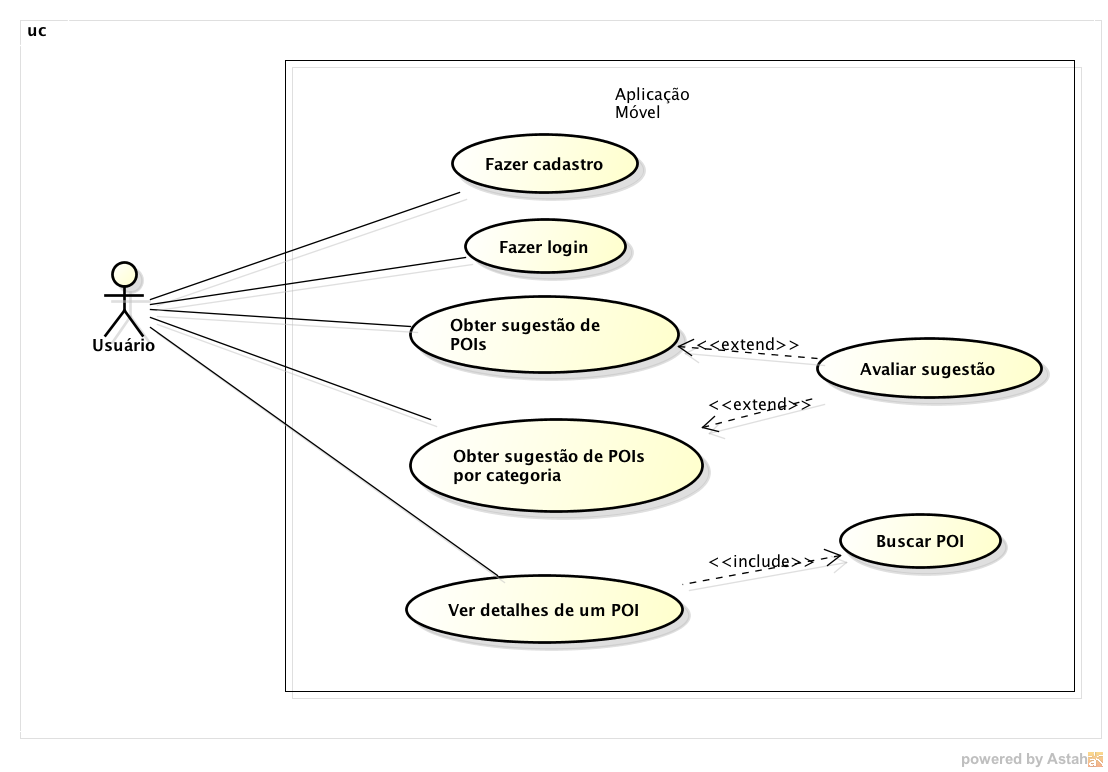 uc
Aplicação
Móvel
Fazer cadastro
Fazer login
Usuário
Obter sugestão de
POIs
<<extend>>
Avaliar sugestão
<<extend>>
Obter sugestão de POIs
por categoria
Buscar POI
<<include>>
Ver detalhes de um POI
powered by Astah